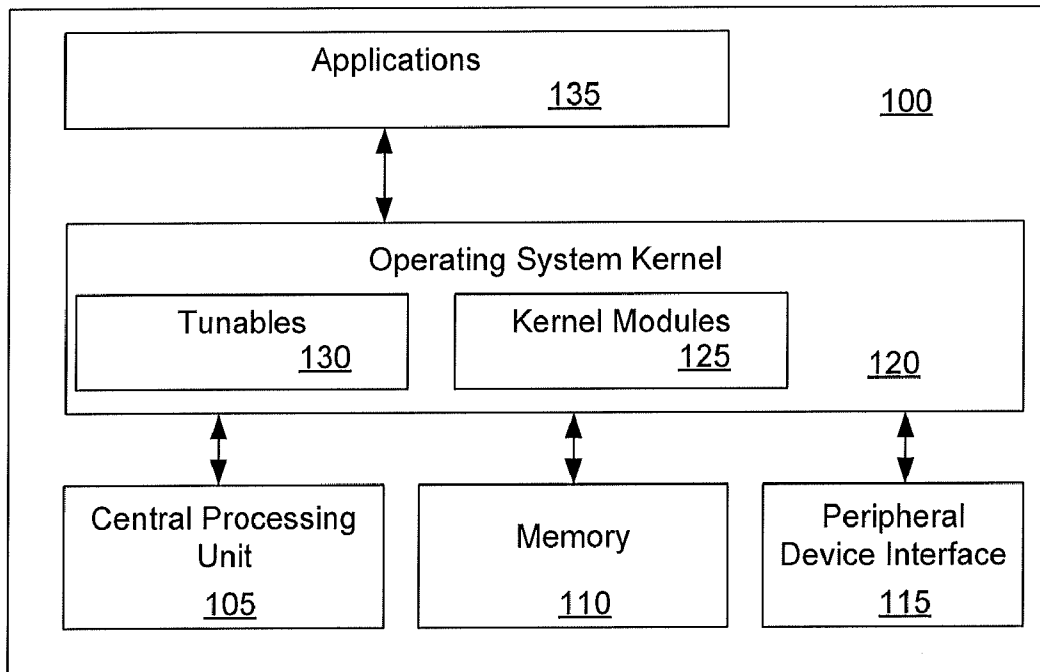 Applications
135
100
Operating System Kernel
Tunables
130
Kernel Modules
125
120
Central Processing
Unit
105
Memory
110
Peripheral
Device Interface
115